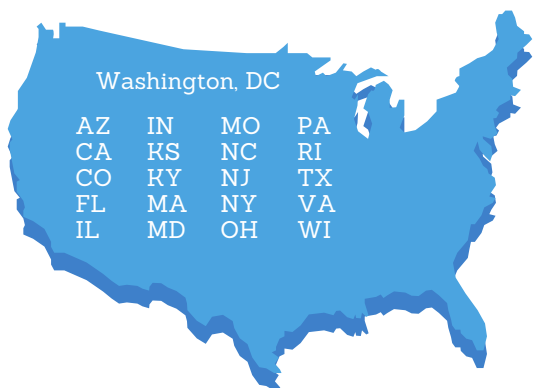 Washington, DC
AZ IN MO PA
CA KS NC RI
CO KY NJ TX
FL MA NY VA
IL MD OH WI